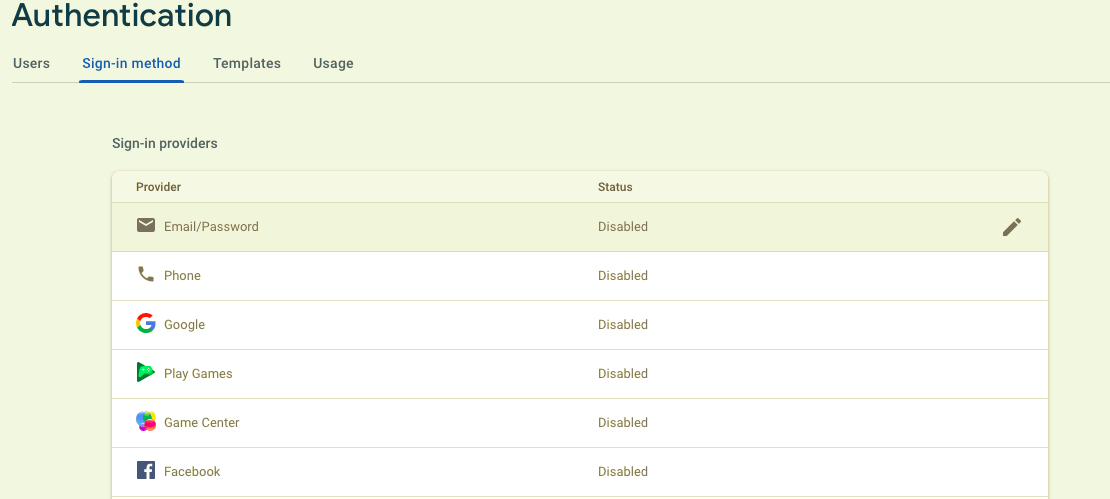 Authentication
Users Sign-in method Templates Usage
Sign-in providers
Provider Status
Email/Password Disabled
Phone Disabled
Google Disabled
Play Games Disabled
Game Center Disabled
Facebook Disabled